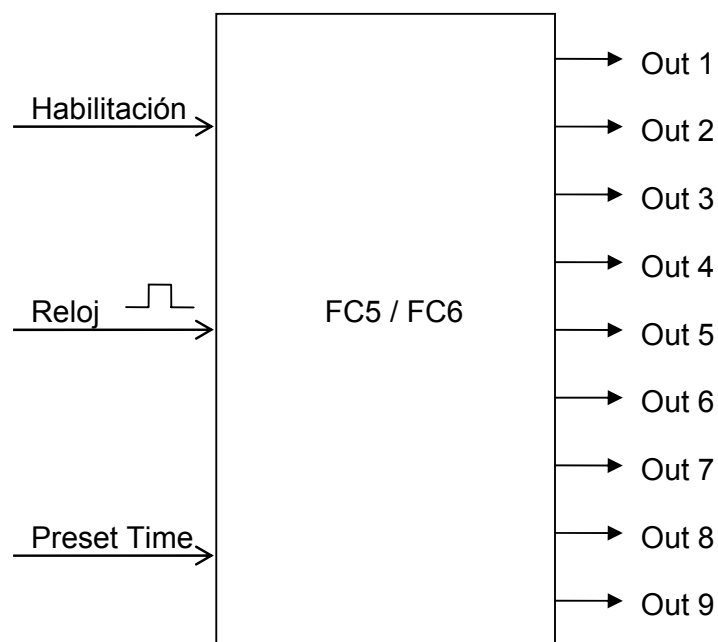 Habilitación
Reloj
Preset Time
FC5 / FC6
Out 1
Out 2
Out 3
Out 4
Out 5
Out 6
Out 7
Out 8
Out 9